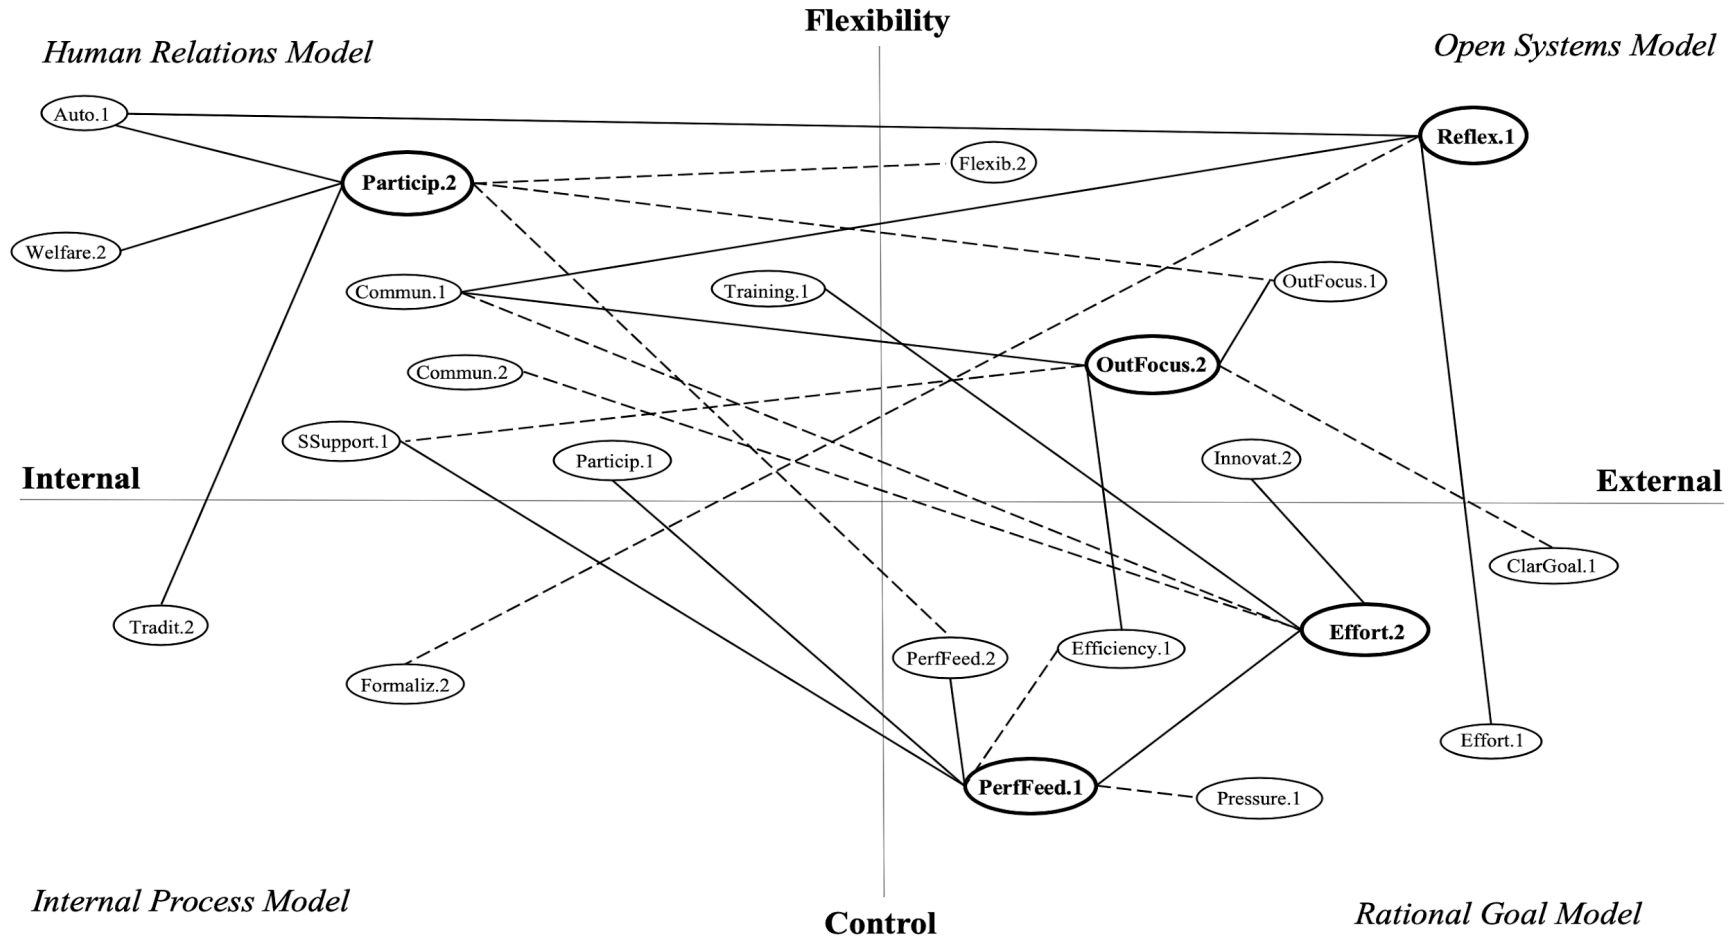 Flexibility
Human Relations Model
Open Systems Model
Auto.1
Reflex.1
Flexib.2
Particip.2
Welfare.2
Commun.1
Training.1
OutFocus.1
OutFocus.2
Commun.2
SSupport.1
Particip.1
Innovat.2
Internal
External
ClarGoal.1
Tradit.2
Effort.2
Efficiency.1
PerfFeed.2
Formaliz.2
Effort.1
PerfFeed.1
Pressure.1
Internal Process Model
Control
Rational Goal Model